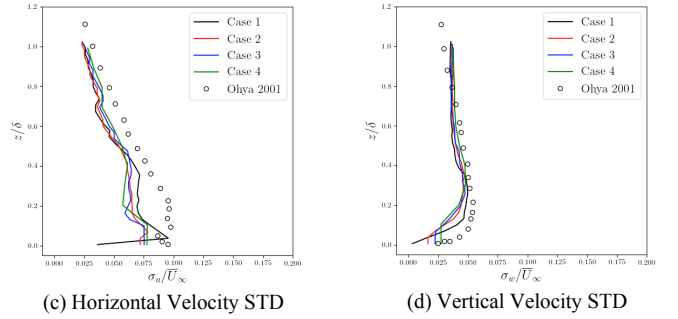 1.2
1.0
0.8
0.6
0.4
0.2
0.0
z/δ
Case 1
Case 2
Case 3
Case 4
Ohya 2001
0.000 0.025 0.050 0.075 0.100 0.125 0.150 0.175 0.200
σ_u/U̅_∞
(c) Horizontal Velocity STD
1.2
1.0
0.8
0.6
0.4
0.2
0.0
z/δ
Case 1
Case 2
Case 3
Case 4
Ohya 2001
0.000 0.025 0.050 0.075 0.100 0.125 0.150 0.175 0.200
σ_w/U̅_∞
(d) Vertical Velocity STD